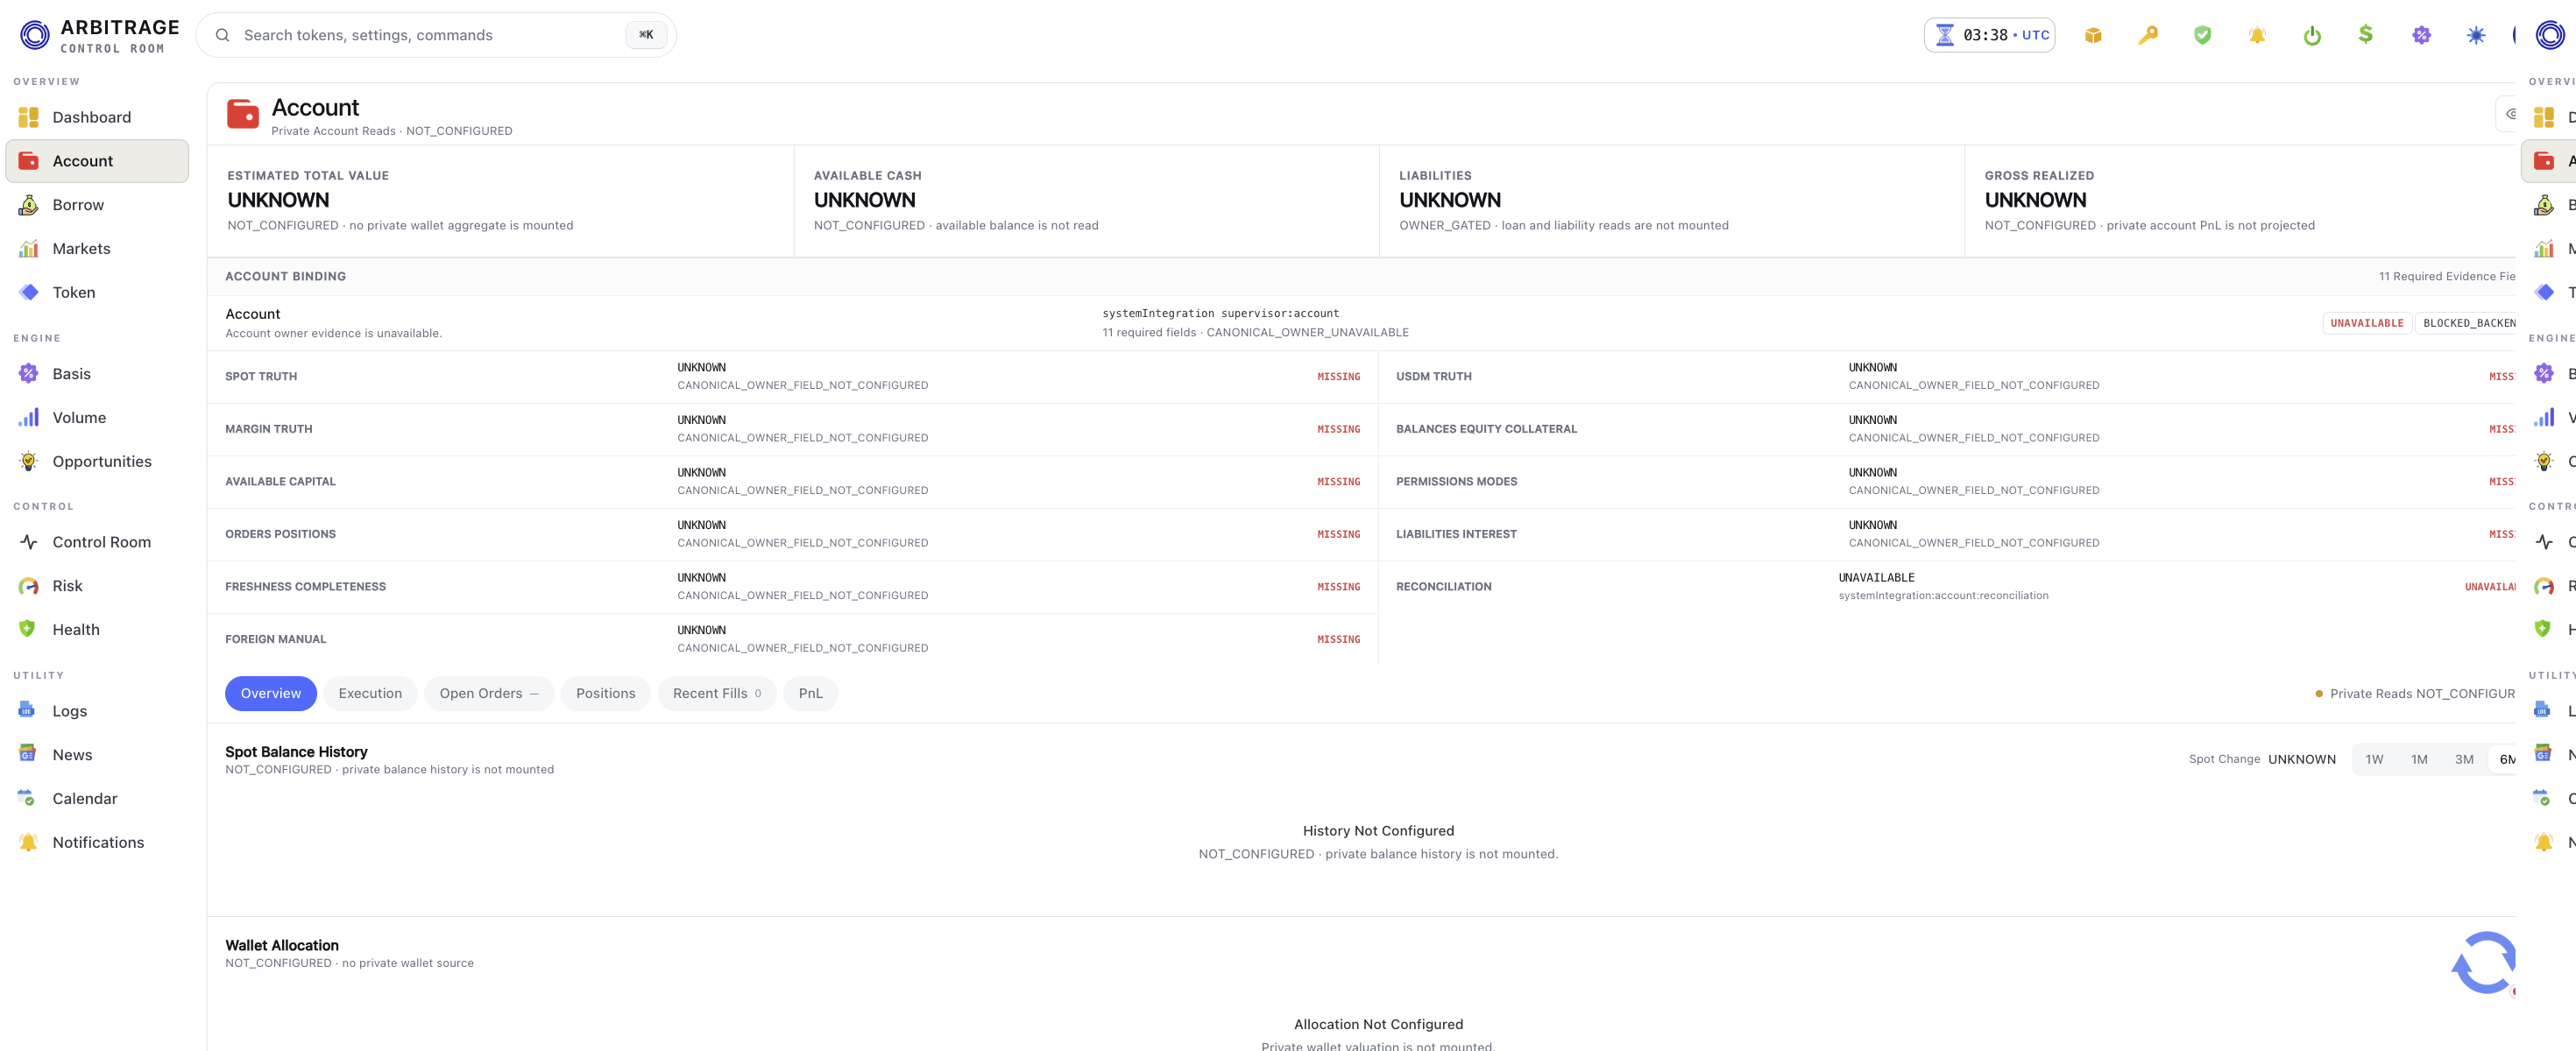 ARBITRAGE
CONTROL ROOM
Search tokens, settings, commands
⌘K
03:38 • UTC
OVERVIEW
Dashboard
Account
Borrow
Markets
Token
ENGINE
Basis
Volume
Opportunities
CONTROL
Control Room
Risk
Health
UTILITY
Logs
News
Calendar
Notifications
Account
Private Account Reads · NOT_CONFIGURED
ESTIMATED TOTAL VALUE
UNKNOWN
NOT_CONFIGURED · no private wallet aggregate is mounted
AVAILABLE CASH
UNKNOWN
NOT_CONFIGURED · available balance is not read
LIABILITIES
UNKNOWN
OWNER_GATED · loan and liability reads are not mounted
GROSS REALIZED
UNKNOWN
NOT_CONFIGURED · private account PnL is not projected
ACCOUNT BINDING
11 Required Evidence Fie
Account
Account owner evidence is unavailable.
systemIntegration supervisor:account
11 required fields · CANONICAL_OWNER_UNAVAILABLE
UNAVAILABLE
BLOCKED_BACKEN
SPOT TRUTH
UNKNOWN
CANONICAL_OWNER_FIELD_NOT_CONFIGURED
MISSING
USDM TRUTH
UNKNOWN
CANONICAL_OWNER_FIELD_NOT_CONFIGURED
MISS
MARGIN TRUTH
UNKNOWN
CANONICAL_OWNER_FIELD_NOT_CONFIGURED
MISSING
BALANCES EQUITY COLLATERAL
UNKNOWN
CANONICAL_OWNER_FIELD_NOT_CONFIGURED
MISS
AVAILABLE CAPITAL
UNKNOWN
CANONICAL_OWNER_FIELD_NOT_CONFIGURED
MISSING
PERMISSIONS MODES
UNKNOWN
CANONICAL_OWNER_FIELD_NOT_CONFIGURED
MISS
ORDERS POSITIONS
UNKNOWN
CANONICAL_OWNER_FIELD_NOT_CONFIGURED
MISSING
LIABILITIES INTEREST
UNKNOWN
CANONICAL_OWNER_FIELD_NOT_CONFIGURED
MISS
FRESHNESS COMPLETENESS
UNKNOWN
CANONICAL_OWNER_FIELD_NOT_CONFIGURED
MISSING
RECONCILIATION
UNAVAILABLE
systemIntegration:account:reconciliation
UNAVAILA
FOREIGN MANUAL
UNKNOWN
CANONICAL_OWNER_FIELD_NOT_CONFIGURED
MISSING
Overview
Execution
Open Orders —
Positions
Recent Fills 0
PnL
Private Reads NOT_CONFIGUR
Spot Balance History
NOT_CONFIGURED · private balance history is not mounted
Spot Change UNKNOWN
1W
1M
3M
6M
History Not Configured
NOT_CONFIGURED · private balance history is not mounted.
Wallet Allocation
NOT_CONFIGURED · no private wallet source
Allocation Not Configured
Private wallet valuation is not mounted.
OVERVI
ENGINE
CONTRO
UTILITY